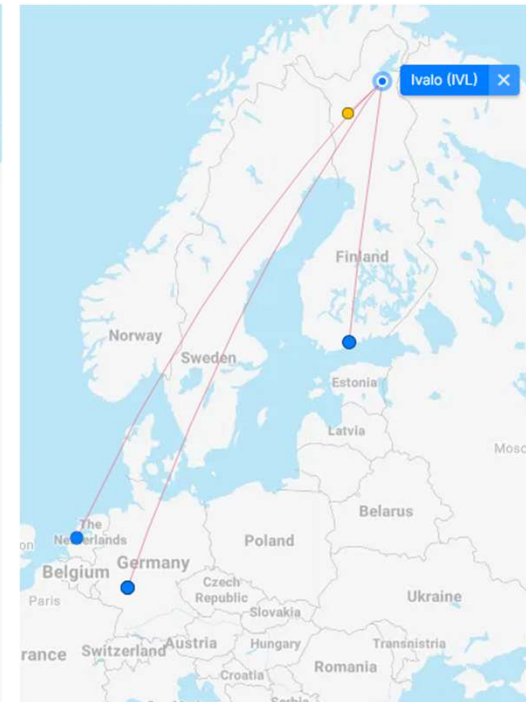 Ivalo (IVL) ✕
Finland
Norway
Sweden
Estonia
Latvia
Mosc
Belarus
The
Netherlands
on
Poland
Germany
Belgium
Czech
Republic
Ukraine
Paris
Slovakia
Austria
Hungary
Transnistria
rance
Switzerland
Romania
Croatia